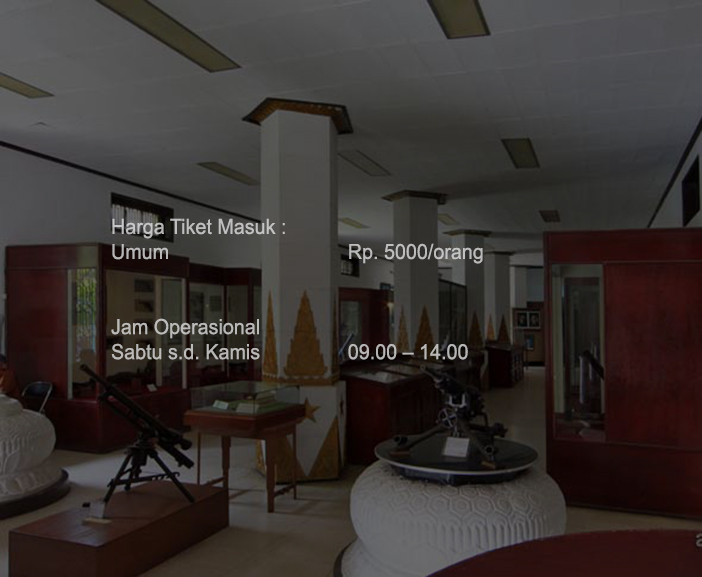 Harga Tiket Masuk :
Umum Rp. 5000/orang
Jam Operasional
Sabtu s.d. Kamis 09.00 – 14.00